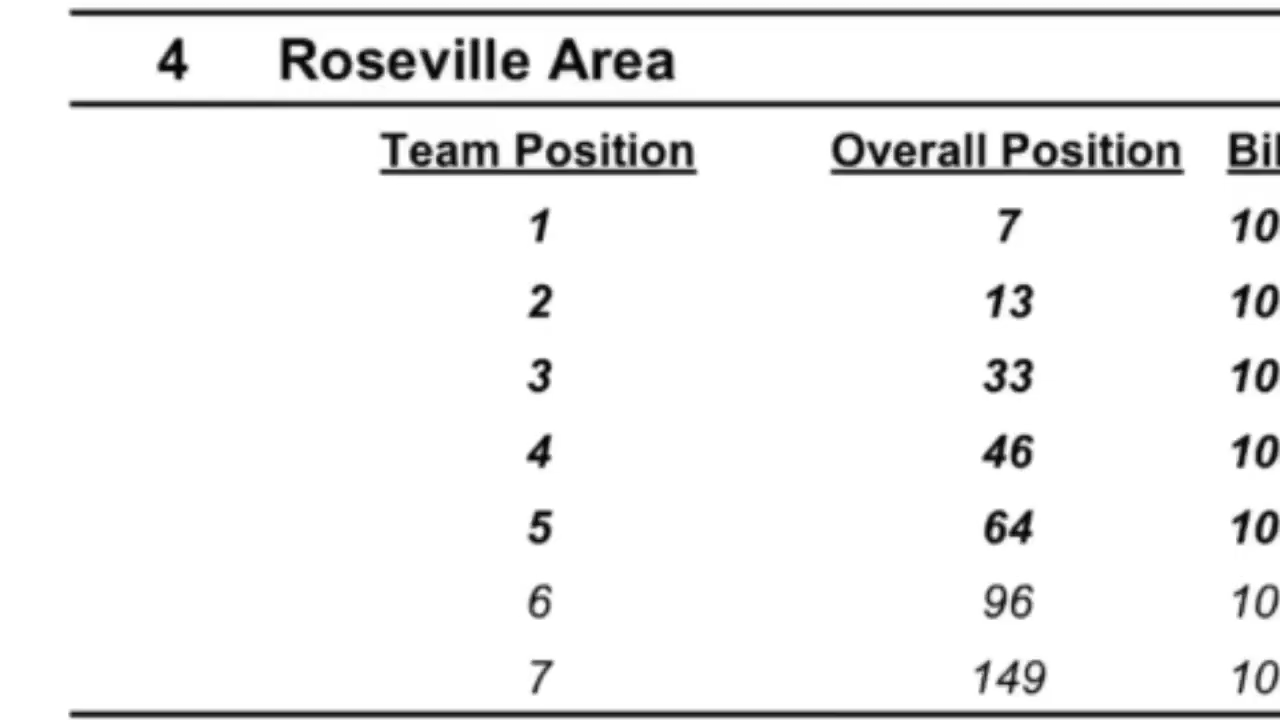 4 Roseville Area
Team Position Overall Position
1 7 10
2 13 10
3 33 10
4 46 10
5 64 10
6 96 10
7 149 10